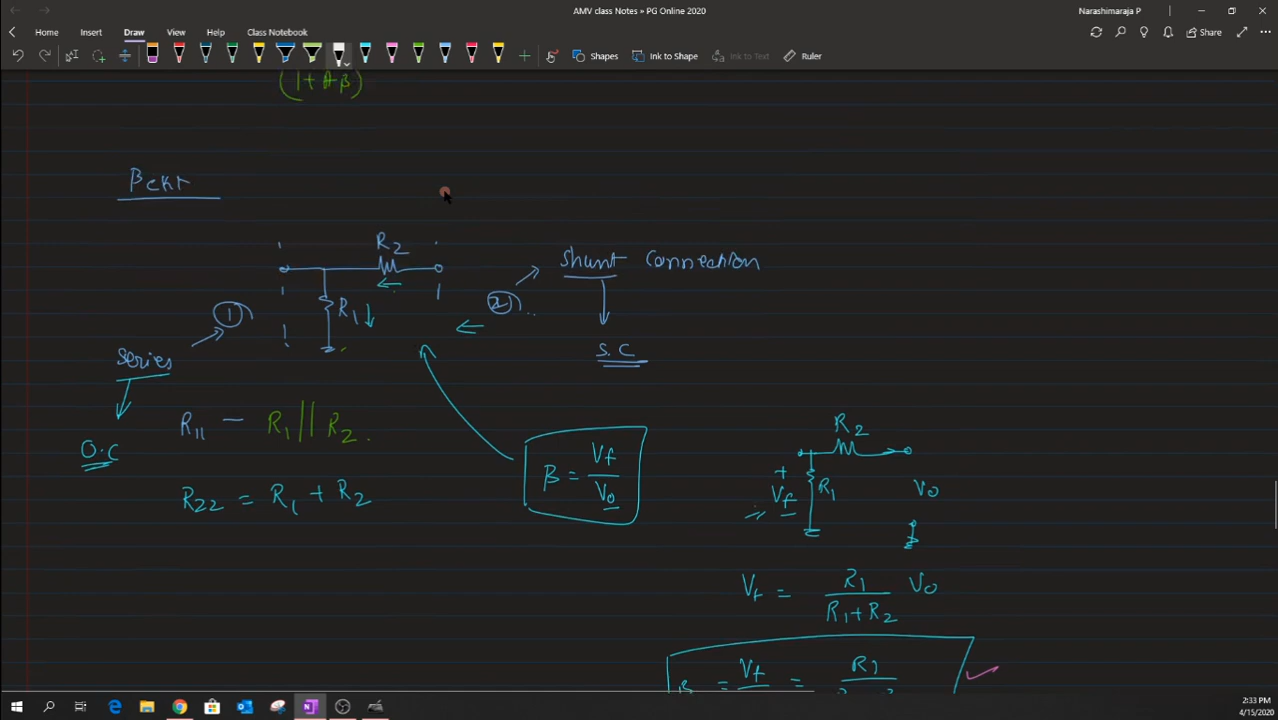 AMV class Notes » PG Online 2020
Narashimaraja P
Home Insert Draw View Help Class Notebook
Share
Shapes Ink to Shape Ink to Text Ruler
(1+Aβ)
β ckt
R2
R1
① Series
O.C
② Shunt connection
S.C
R11 – R1 || R2.
R22 = R1 + R2
β = Vf / Vo
R2
+
Vf
R1
Vo
Vf = R1 / R1+R2 Vo
β = Vf = R1
2:33 PM
4/15/2020